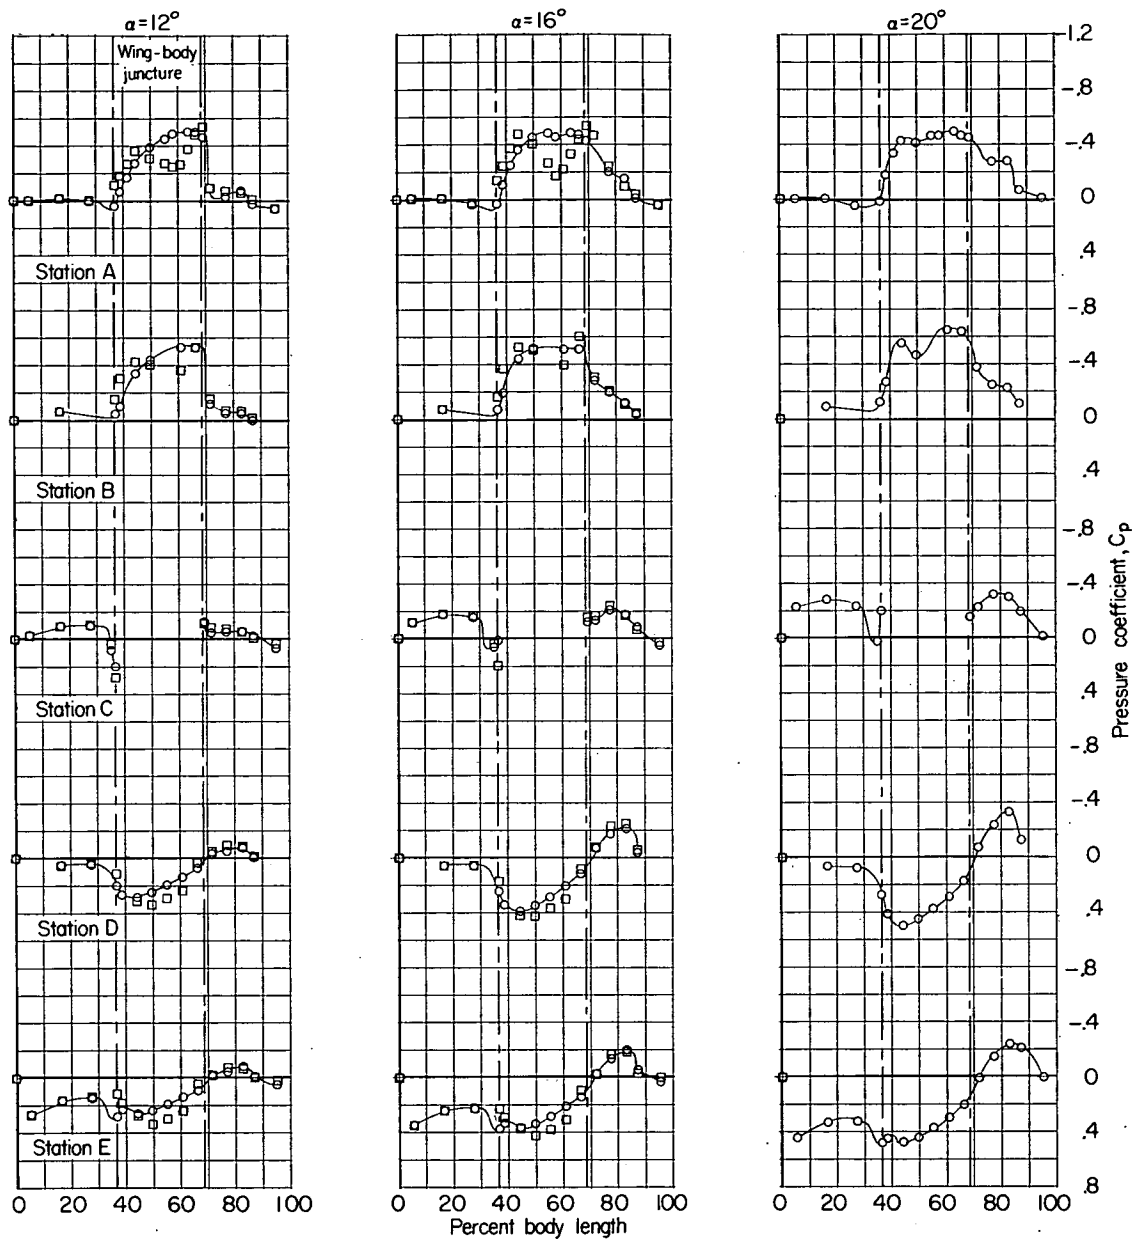 α=12° α=16° α=20°
Wing-body
juncture
-1.2
-.8
-.4
0
.4
Station A
-.8
-.4
0
.4
Station B
-.8
-.4
0
.4
Station C
-.8
-.4
0
.4
Station D
-.8
-.4
0
.4
Station E
.8
Pressure coefficient, Cp
0 20 40 60 80 100 0 20 40 60 80 100 0 20 40 60 80 100
Percent body length